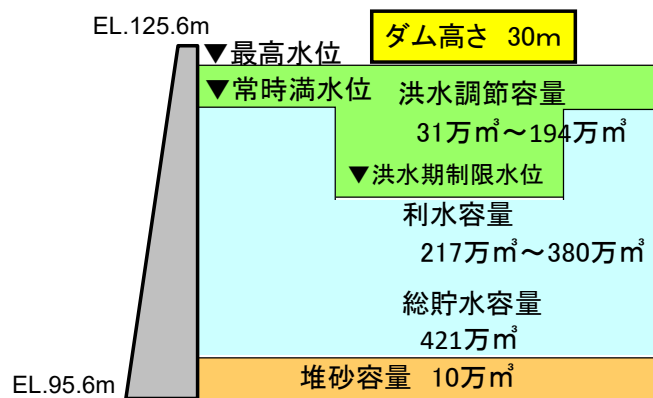 EL.125.6m
ダム高さ 30m
▼最高水位
▼常時満水位
洪水調節容量
31万㎥～194万㎥
▼洪水期制限水位
利水容量
217万㎥～380万㎥
総貯水容量
421万㎥
堆砂容量 10万㎥
EL.95.6m